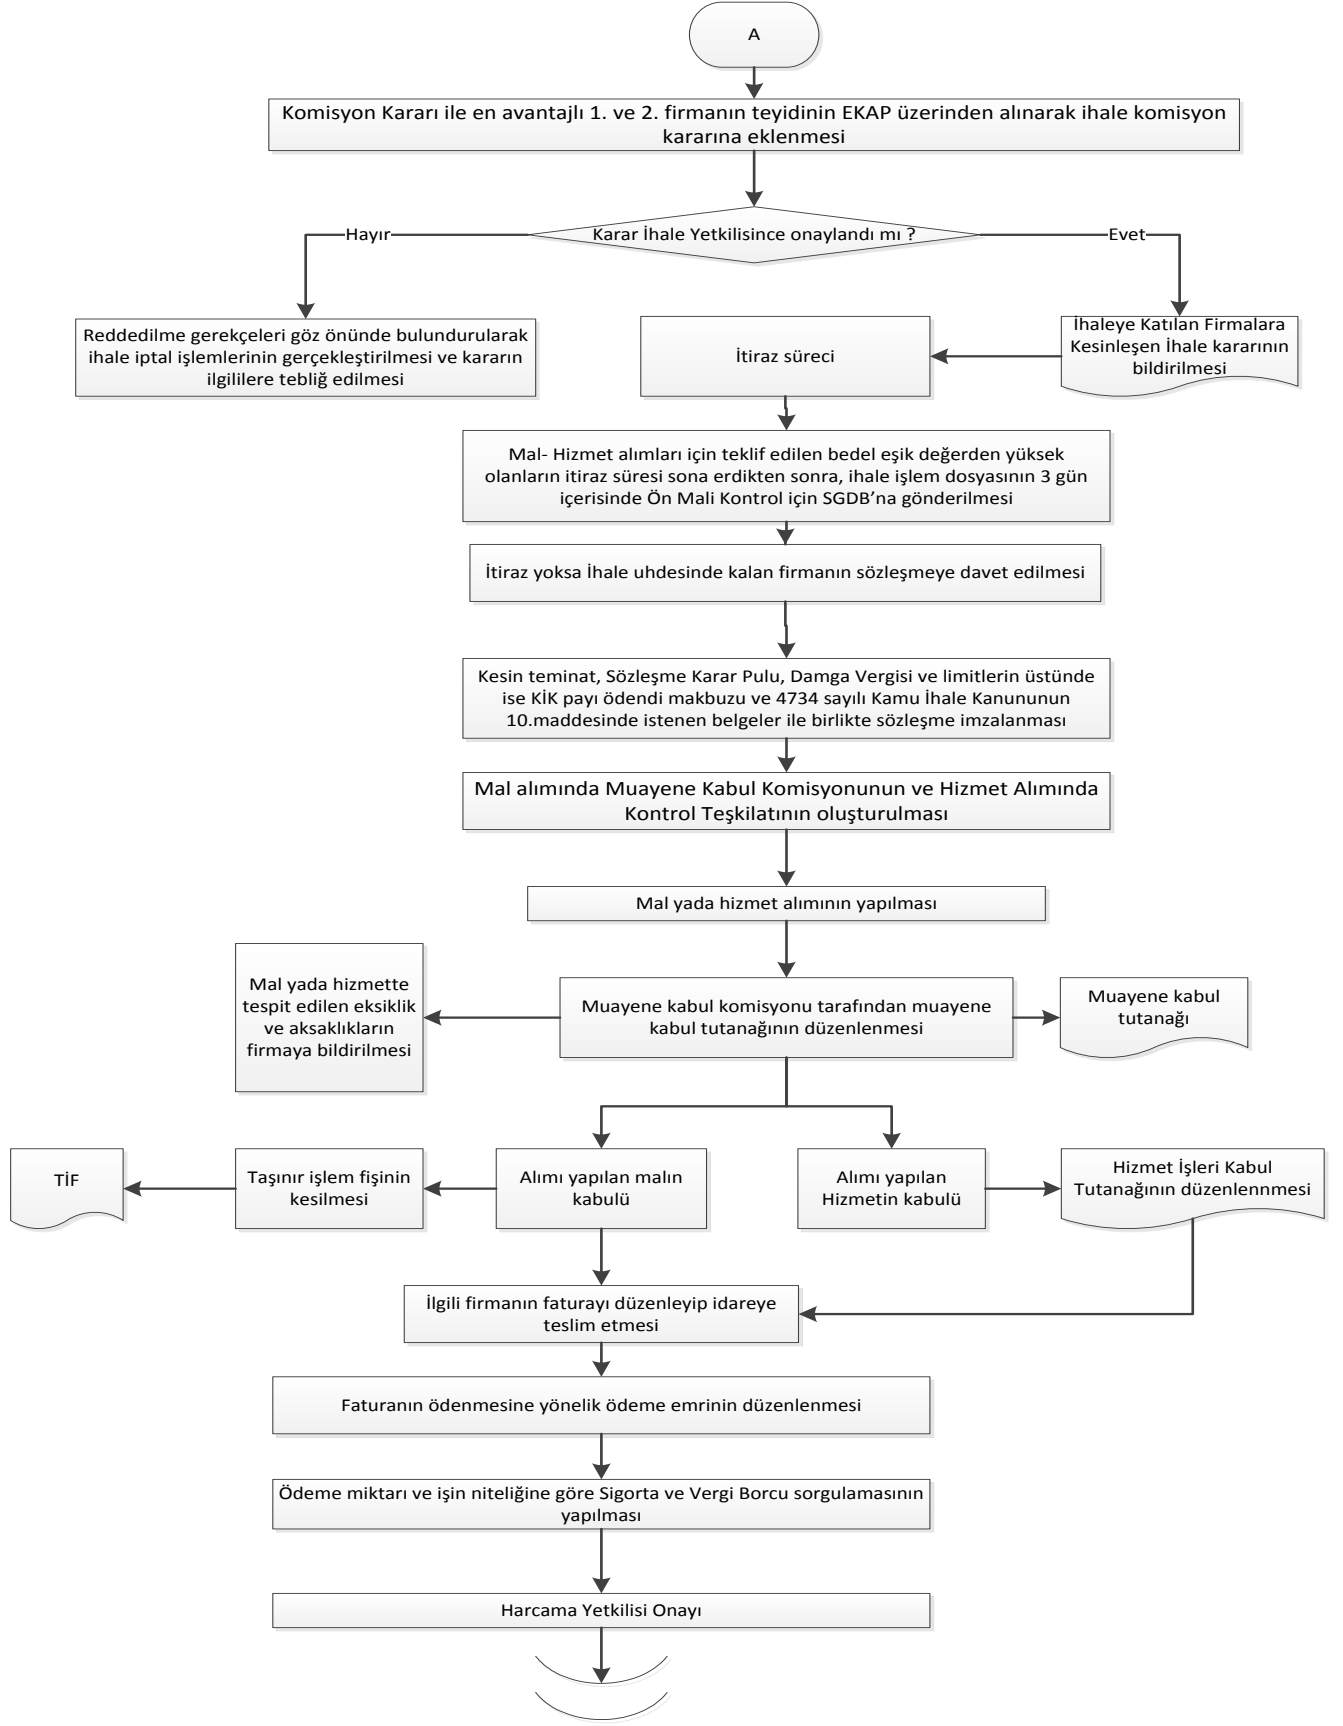 A
Komisyon Kararı ile en avantajlı 1. ve 2. firmanın teyidinin EKAP üzerinden alınarak ihale komisyon
kararına eklenmesi
Karar İhale Yetkilisince onaylandı mı ?
Hayır
Evet
Reddedilme gerekçeleri göz önünde bulundurularak
ihale iptal işlemlerinin gerçekleştirilmesi ve kararın
ilgililere tebliğ edilmesi
İtiraz süreci
İhaleye Katılan Firmalara
Kesinleşen İhale kararının
bildirilmesi
Mal- Hizmet alımları için teklif edilen bedel eşik değerden yüksek
olanların itiraz süresi sona erdikten sonra, ihale işlem dosyasının 3 gün
içerisinde Ön Mali Kontrol için SGDB’na gönderilmesi
İtiraz yoksa İhale uhdesinde kalan firmanın sözleşmeye davet edilmesi
Kesin teminat, Sözleşme Karar Pulu, Damga Vergisi ve limitlerin üstünde
ise KİK payı ödendi makbuzu ve 4734 sayılı Kamu İhale Kanununun
10.maddesinde istenen belgeler ile birlikte sözleşme imzalanması
Mal alımında Muayene Kabul Komisyonunun ve Hizmet Alımında
Kontrol Teşkilatının oluşturulması
Mal yada hizmet alımının yapılması
Mal yada hizmette
tespit edilen eksiklik
ve aksaklıkların
firmaya bildirilmesi
Muayene kabul komisyonu tarafından muayene
kabul tutanağının düzenlenmesi
Muayene kabul
tutanağı
TİF
Taşınır işlem fişinin
kesilmesi
Alımı yapılan malın
kabulü
Alımı yapılan
Hizmetin kabulü
Hizmet İşleri Kabul
Tutanağının düzenlennmesi
İlgili firmanın faturayı düzenleyip idareye
teslim etmesi
Faturanın ödenmesine yönelik ödeme emrinin düzenlenmesi
Ödeme miktarı ve işin niteliğine göre Sigorta ve Vergi Borcu sorgulamasının
yapılması
Harcama Yetkilisi Onayı